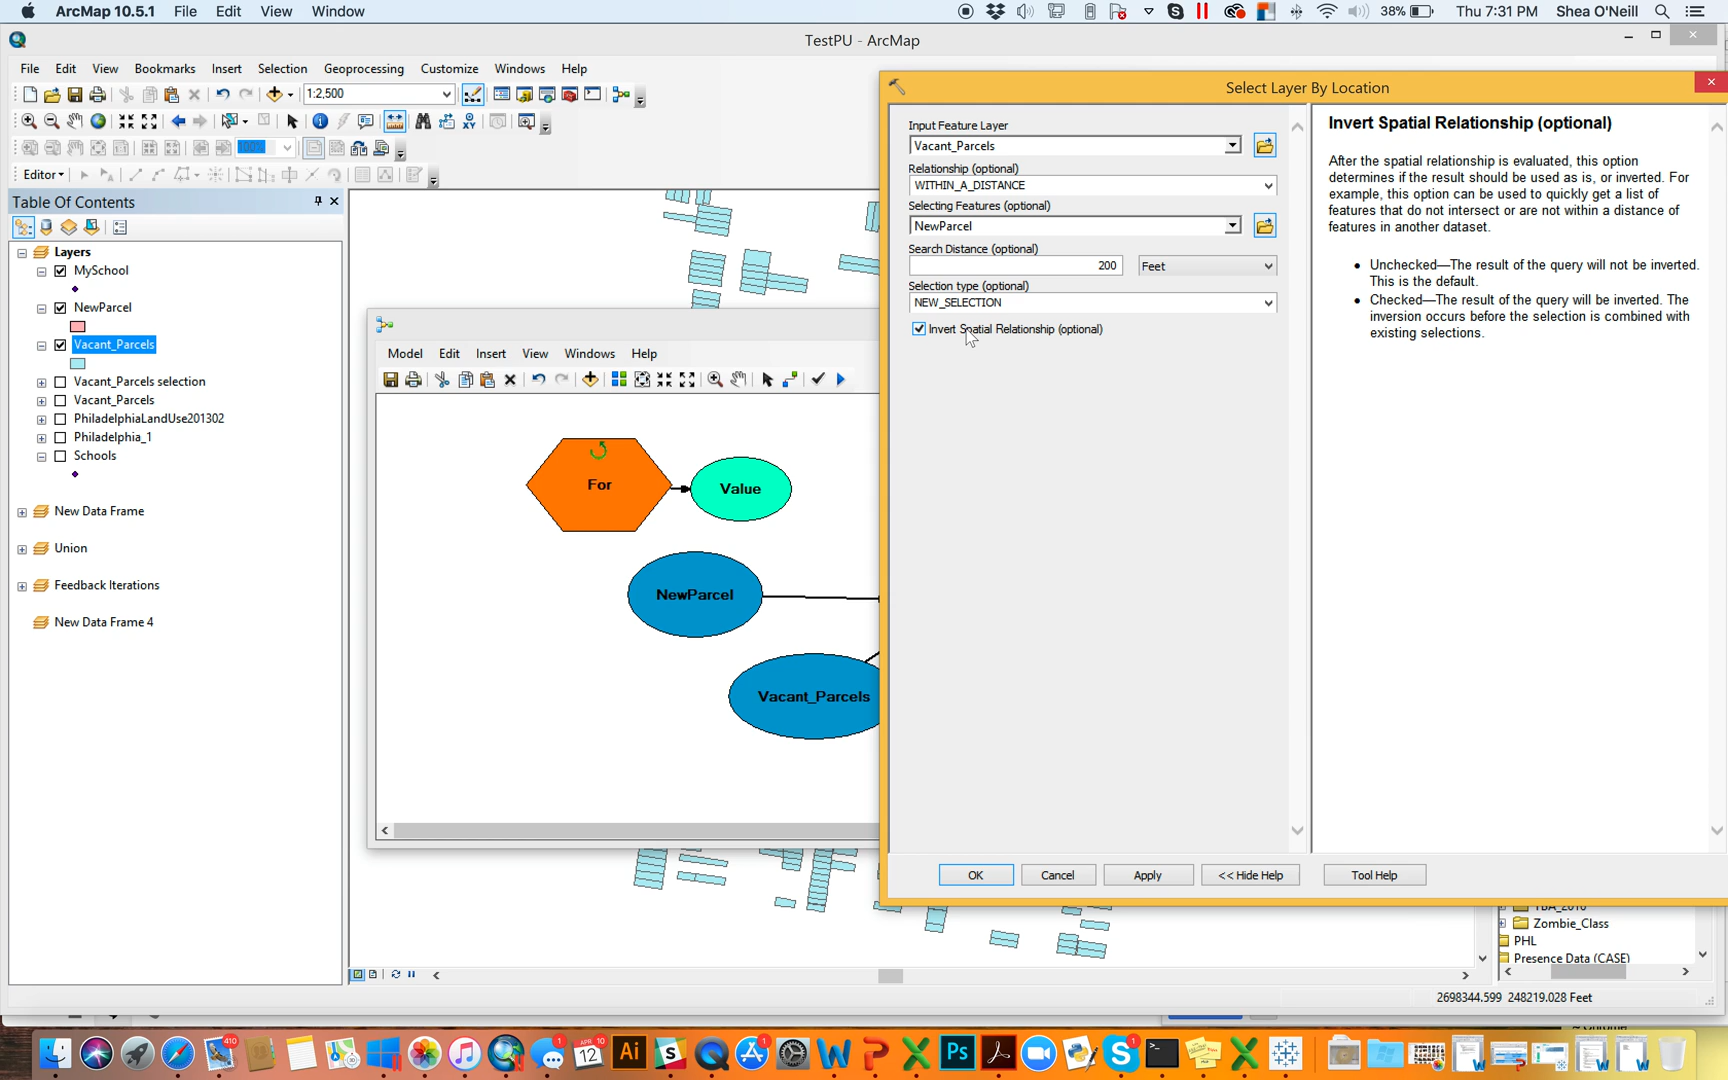 ArcMap 10.5.1 File Edit View Window
38% Thu 7:31 PM Shea O'Neill
TestPU - ArcMap
File Edit View Bookmarks Insert Selection Geoprocessing Customize Windows Help
1:2,500
100%
Editor
Table Of Contents
Layers
MySchool
NewParcel
Vacant_Parcels
Vacant_Parcels selection
Vacant_Parcels
PhiladelphiaLandUse201302
Philadelphia_1
Schools
New Data Frame
Union
Feedback Iterations
New Data Frame 4
Model Edit Insert View Windows Help
For
Value
NewParcel
Vacant_Parcels
Select Layer By Location
Input Feature Layer
Vacant_Parcels
Relationship (optional)
WITHIN_A_DISTANCE
Selecting Features (optional)
NewParcel
Search Distance (optional)
200 Feet
Selection type (optional)
NEW_SELECTION
Invert Spatial Relationship (optional)
Invert Spatial Relationship (optional)
After the spatial relationship is evaluated, this option
determines if the result should be used as is, or inverted. For
example, this option can be used to quickly get a list of
features that do not intersect or are not within a distance of
features in another dataset.
• Unchecked—The result of the query will not be inverted.
This is the default.
• Checked—The result of the query will be inverted. The
inversion occurs before the selection is combined with
existing selections.
OK Cancel Apply << Hide Help Tool Help
TBA_2016
Zombie_Class
PHL
Presence Data (CASE)
2698344.599 248219.028 Feet
410
1
APR
12
Ai
1
Ps
1